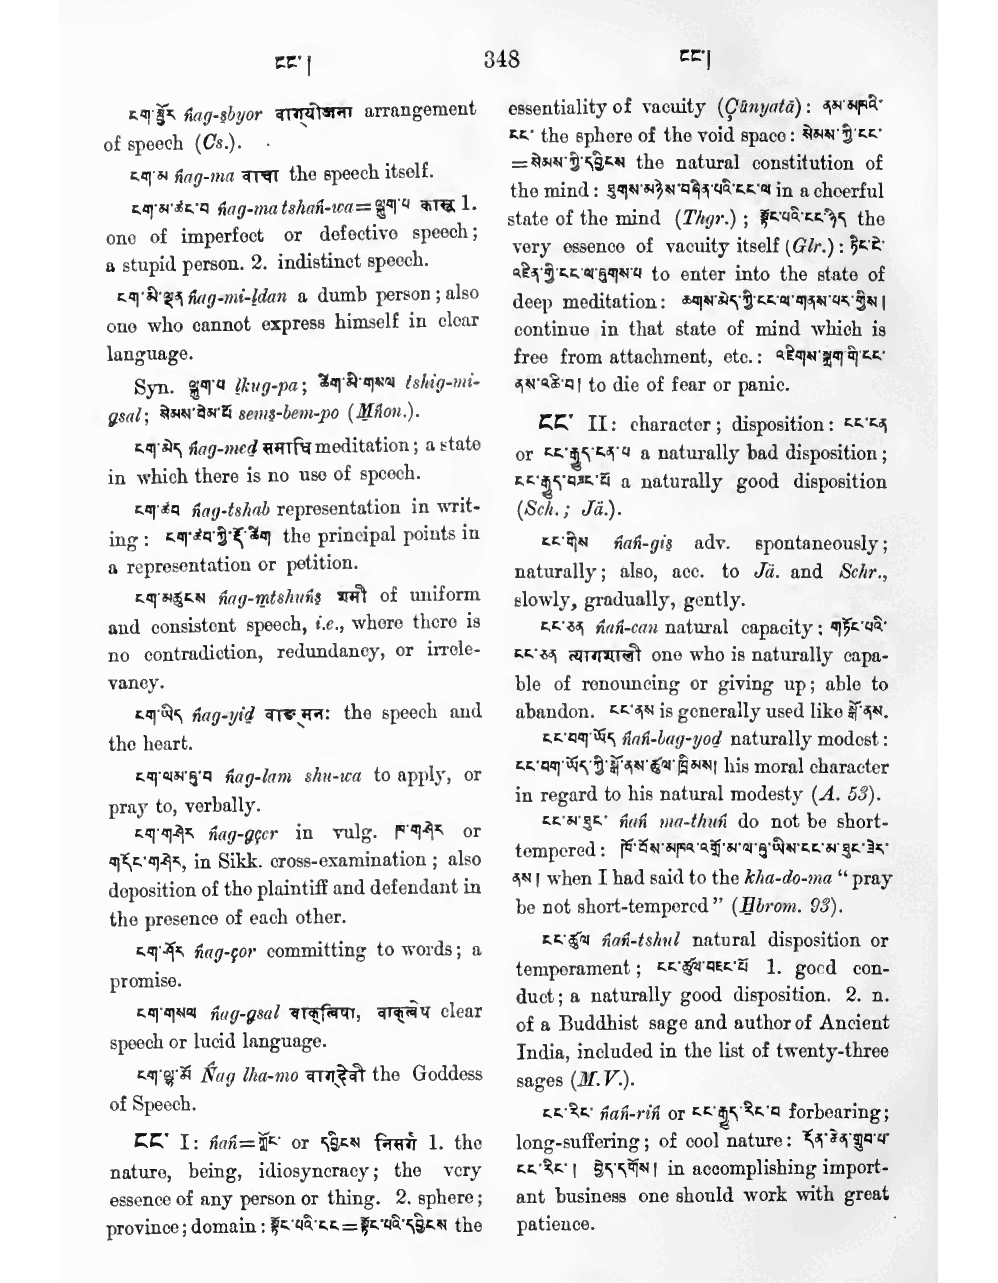 ངང་། 348 ངང་།
ངག་སྦྱོར ṅag-sbyor वाग्योजना arrangement
of speech (Cs.).
ངག་མ ṅag-ma वाचा the speech itself.
ངག་མ་ཚང་བ ṅag-ma tshaṅ-wa=ལྐུག་པ 1.
one of imperfect or defective speech;
a stupid person. 2. indistinct speech.
ངག་མི་ལྡན ṅag-mi-ldan a dumb person; also
one who cannot express himself in clear
language.
Syn. ལྐུག་པ lkug-pa; ཚིག་མི་གསལ tshig-mi-
gsal; སེམས་བེམ་པོ sems-bem-po (Mṅon.).
ངག་མེད ṅag-med समाधि meditation; a state
in which there is no use of speech.
ངག་ཚབ ṅag-tshab representation in writ-
ing: ངག་ཚབ་ཀྱི་ངོ་ཚིག the principal points in
a representation or petition.
ངག་མཚུངས ṅag-mtshuṅs शमी of uniform
and consistent speech, i.e., where there is
no contradiction, redundancy, or irrele-
vancy.
ངག་ཡིད ṅag-yid वाङ्मनः the speech and
the heart.
ངག་ལམ་ཞུ་བ ṅag-lam shu-wa to apply, or
pray to, verbally.
ངག་གཤེར ṅag-gçer in vulg. ཁ་གཤེར or
གདོང་གཤེར, in Sikk. cross-examination; also
deposition of the plaintiff and defendant in
the presence of each other.
ངག་ཤོར ṅag-çor committing to words; a
promise.
ངག་གསལ ṅag-gsal clear
speech or lucid language.
ངག་ལྷ་མོ Ṅag lha-mo वाग्देवी the Goddess
of Speech.
ངང་ I: ṅaṅ=ཀློང་ or དབྱིངས निसर्ग 1. the
nature, being, idiosyncracy; the very
essence of any person or thing. 2. sphere;
province; domain: སྟོང་པའི་ངང=སྟོང་པའི་དབྱིངས the
essentiality of vacuity (Çūnyatā): ནམ་མཁའི་
ངང་ the sphere of the void space: སེམས་ཀྱི་ངང་
=སེམས་ཀྱི་དབྱིངས the natural constitution of
the mind: དུགས་མཉེས་བཞིན་པའི་ངང་ལ in a cheerful
state of the mind (Thgr.); སྟོང་པའི་ངང་ཉིད the
very essence of vacuity itself (Glr.): ཏིང་ངེ་
འཛིན་གྱི་ངང་ལ་ཞུགས་པ to enter into the state of
deep meditation: ཆགས་མེད་ཀྱི་ངང་ལ་གནས་པར་གྱིས།
continue in that state of mind which is
free from attachment, etc.: འཇིགས་སྐྲག་གི་ངང་
ནས་འཆི་བ། to die of fear or panic.
ངང་ II: character; disposition: ངང་ངན
or ངང་རྒྱུད་ངན་པ a naturally bad disposition;
ངང་རྒྱུད་བཟང་པོ a naturally good disposition
(Sch.; Jä.).
ངང་གིས ṅaṅ-gis adv. spontaneously;
naturally; also, acc. to Jä. and Schr.,
slowly, gradually, gently.
ངང་ཅན ṅaṅ-can natural capacity: གཏོང་པའི་
ངང་ཅན त्यागशाली one who is naturally capa-
ble of renouncing or giving up; able to
abandon. ངང་ནས is generally used like སྒོ་ནས.
ངང་བག་ཡོད ṅaṅ-bag-yod naturally modest:
ངང་བག་ཡོད་ཀྱི་སྒོ་ནས་ཚུལ་ཁྲིམས། his moral character
in regard to his natural modesty (A. 53).
ངང་མ་ཐུང་ ṅaṅ ma-thuṅ do not be short-
tempered: ཁོ་བོས་མཁའ་འགྲོ་མ་ལ་ཞུ་ཡིས་ངང་མ་ཐུང་ཟེར་
ནས། when I had said to the kha-do-ma “pray
be not short-tempered” (Hbrom. 93).
ངང་ཚུལ ṅaṅ-tshul natural disposition or
temperament; ངང་ཚུལ་བཟང་པོ 1. good con-
duct; a naturally good disposition. 2. n.
of a Buddhist sage and author of Ancient
India, included in the list of twenty-three
sages (M.V.).
ངང་རིང་ ṅaṅ-riṅ or ངང་རྒྱུད་རིང་བ forbearing;
long-suffering; of cool nature: དོན་ཆེན་གྲུབ་པ་
ངང་རིང་། བྱེད་དགོས། in accomplishing import-
ant business one should work with great
patience.